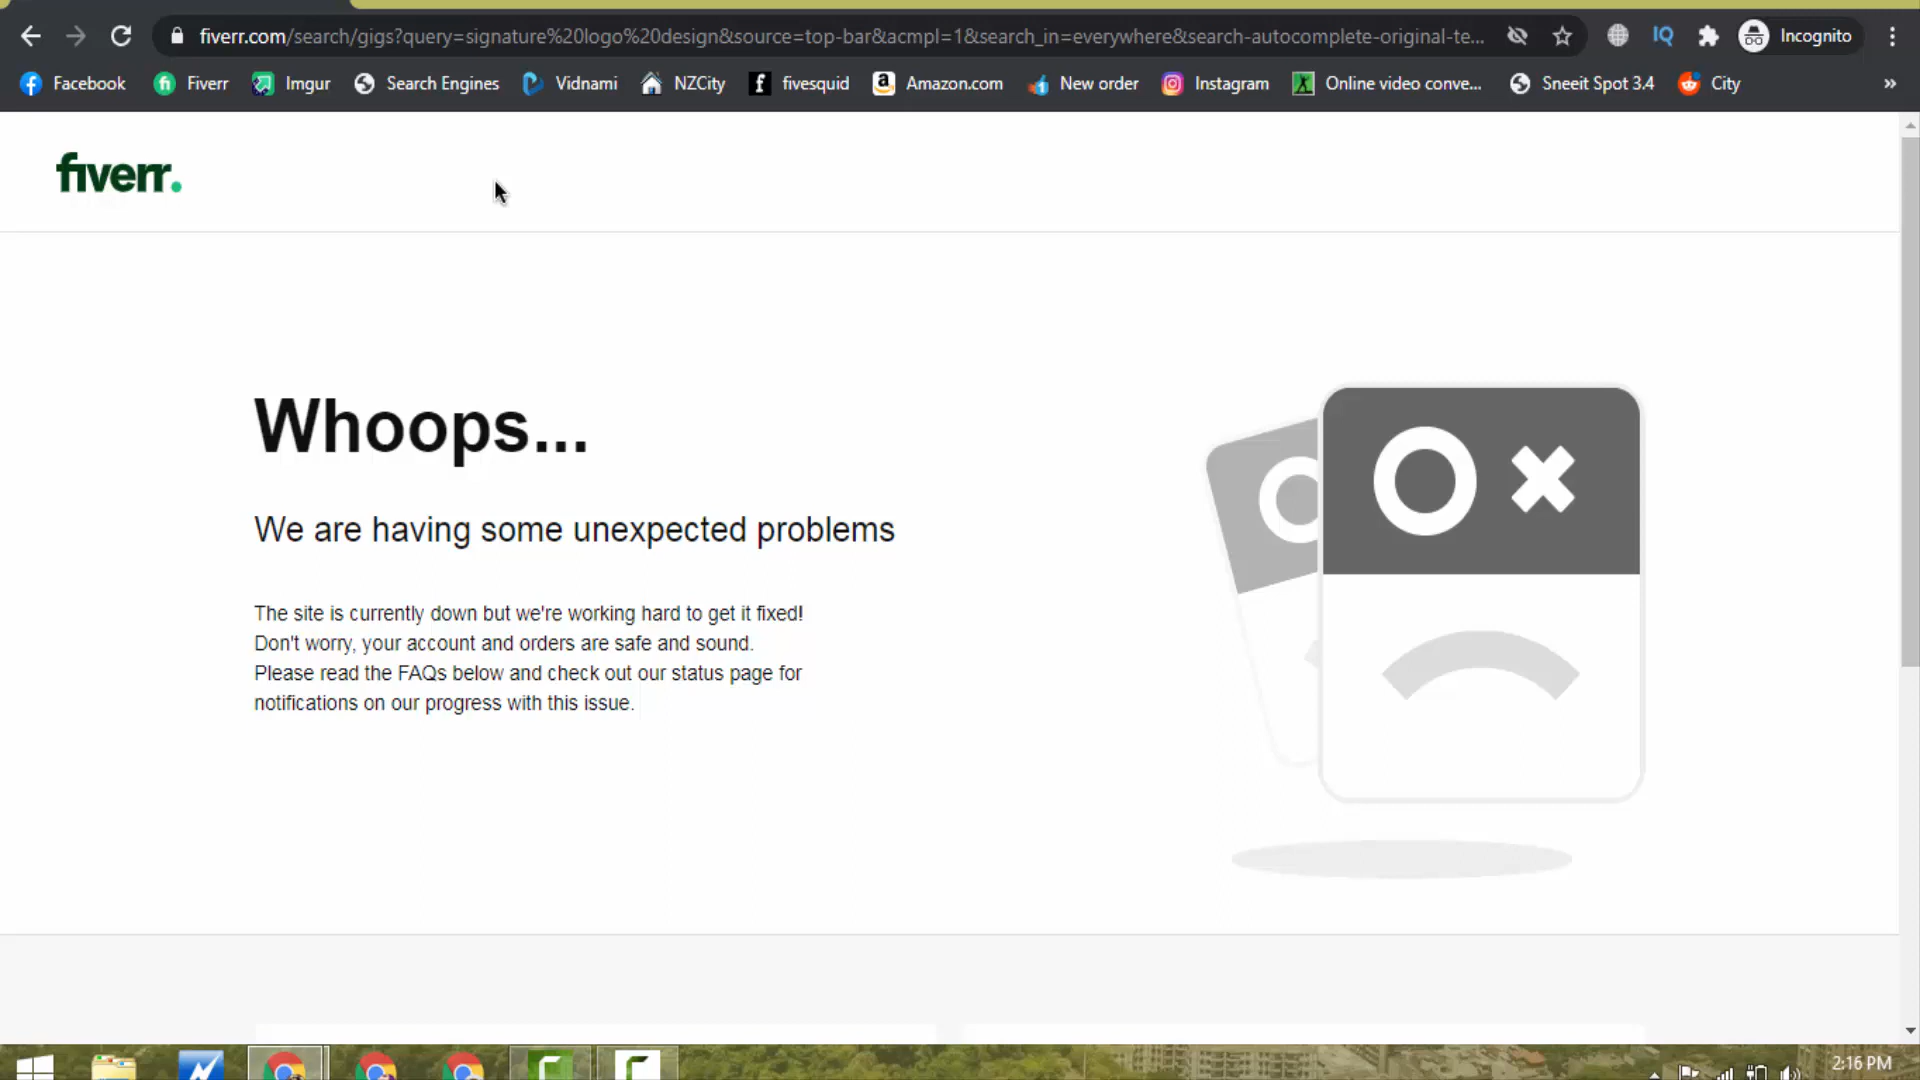 fiverr.com/search/gigs?query=signature%20logo%20design&source=top-bar&acmpl=1&search_in=everywhere&search-autocomplete-original-te...
IQ
Incognito
Facebook
Fiverr
Imgur
Search Engines
Vidnami
NZCity
fivesquid
Amazon.com
New order
Instagram
Online video conve...
Sneeit Spot 3.4
City
»
fiverr.
Whoops...
We are having some unexpected problems
The site is currently down but we're working hard to get it fixed!
Don't worry, your account and orders are safe and sound.
Please read the FAQs below and check out our status page for
notifications on our progress with this issue.
2:16 PM